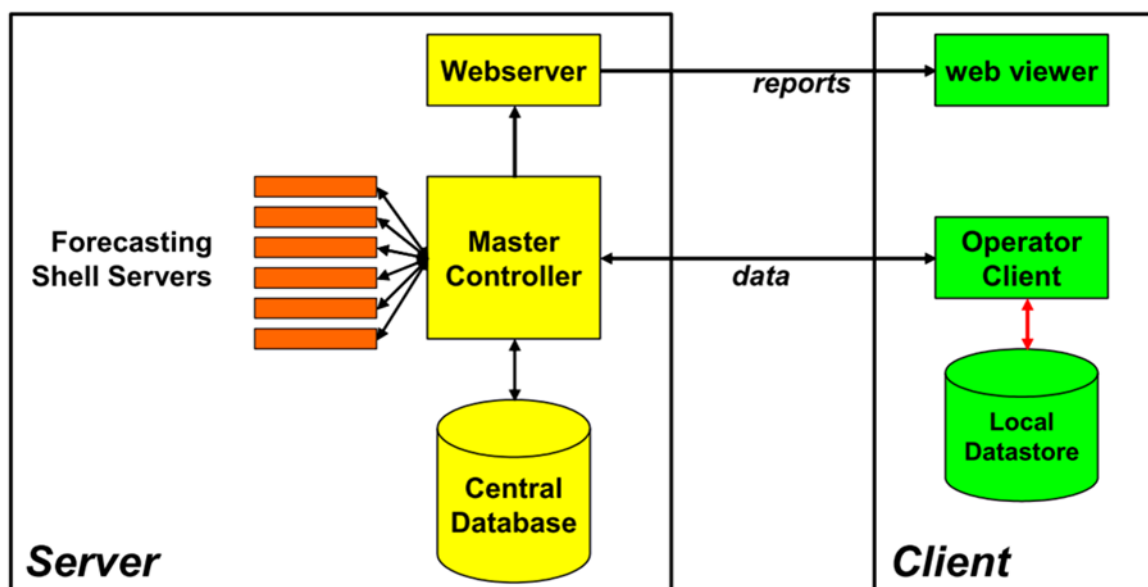 Webserver
reports
web viewer
Forecasting
Shell Servers
Master
Controller
data
Operator
Client
Central
Database
Local
Datastore
Server
Client